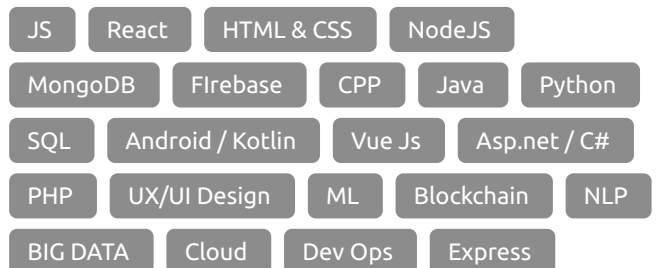 JS React HTML & CSS NodeJS
MongoDB FIrebase CPP Java Python
SQL Android / Kotlin Vue Js Asp.net / C#
PHP UX/UI Design ML Blockchain NLP
BIG DATA Cloud Dev Ops Express